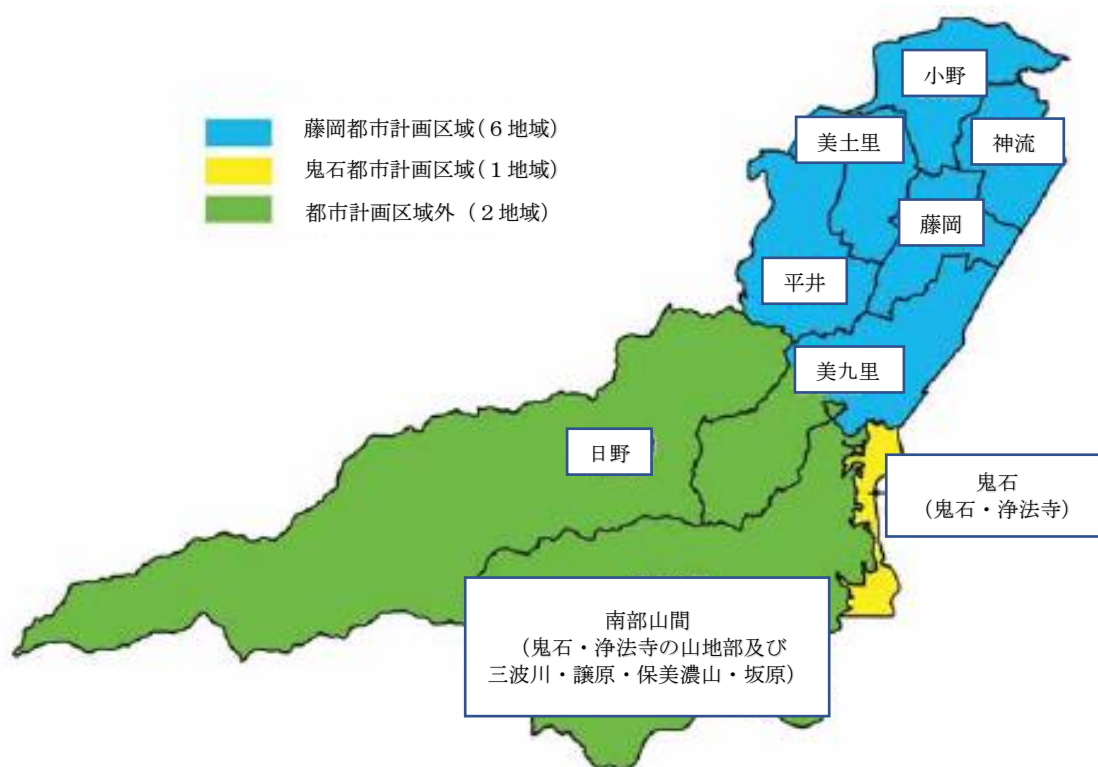 小野
美土里
神流
藤岡都市計画区域(6地域)
鬼石都市計画区域(1地域)
都市計画区域外 (2地域)
藤岡
平井
美九里
日野
鬼石
(鬼石・浄法寺)
南部山間
(鬼石・浄法寺の山地部及び
三波川・譲原・保美濃山・坂原)